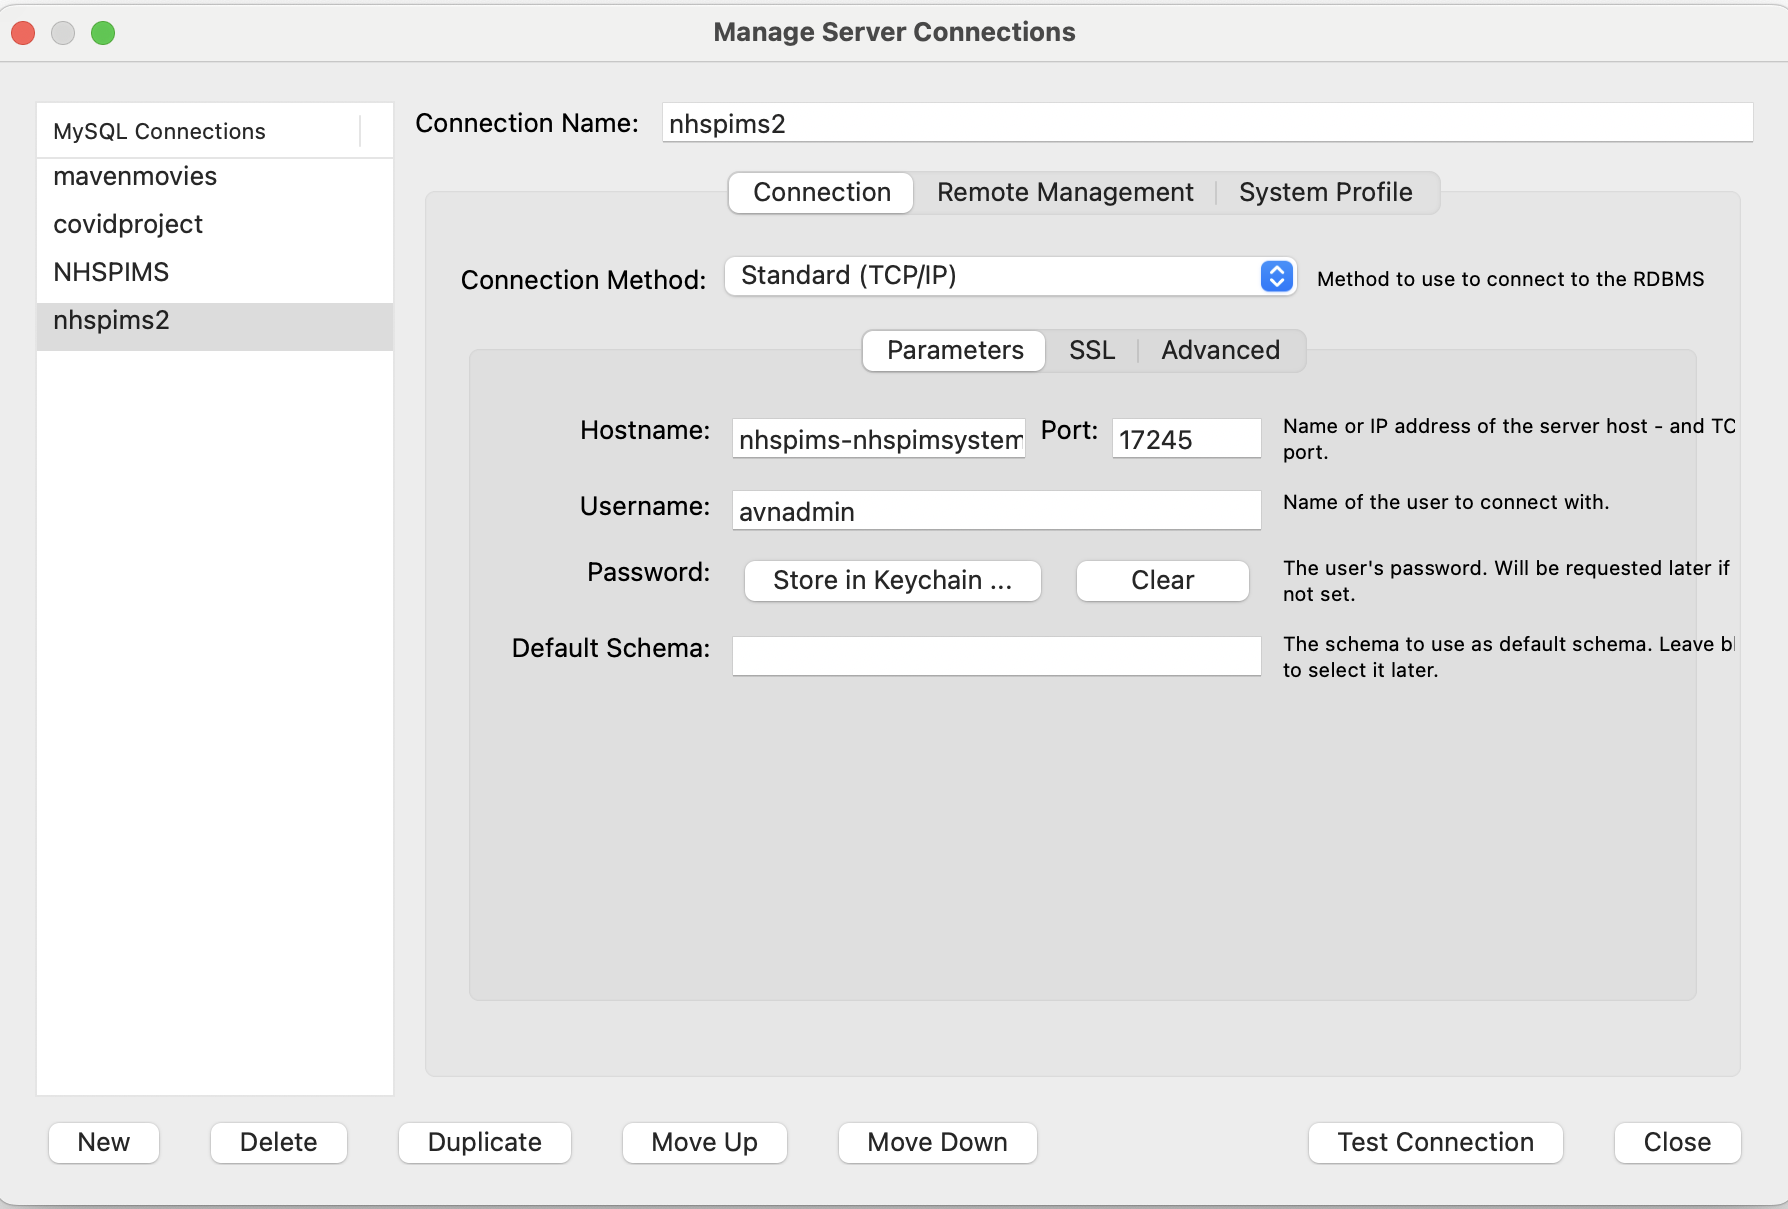 Manage Server Connections
MySQL Connections
mavenmovies
covidproject
NHSPIMS
nhspims2
Connection Name: nhspims2
Connection Remote Management System Profile
Connection Method: Standard (TCP/IP) Method to use to connect to the RDBMS
Parameters SSL Advanced
Hostname: nhspims-nhspimsystem Port: 17245
Name or IP address of the server host - and TC
port.
Username: avnadmin Name of the user to connect with.
Password: Store in Keychain ... Clear
The user's password. Will be requested later if
not set.
Default Schema:
The schema to use as default schema. Leave bl
to select it later.
New Delete Duplicate Move Up Move Down Test Connection Close